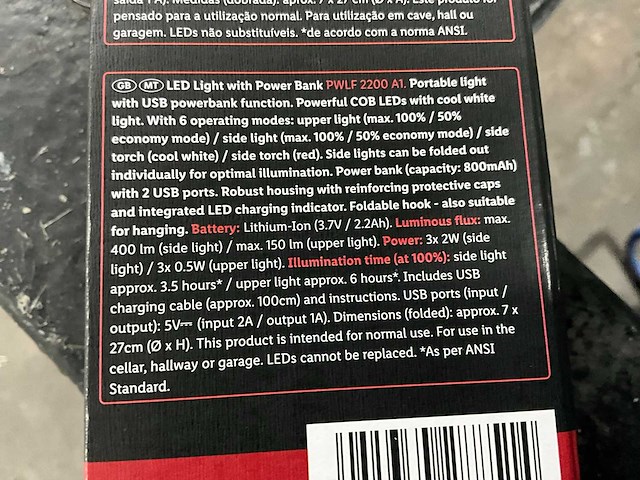 saída 1 A). Medidas (dobrada): aprox. 7 x 27 cm (Ø x A). Este produto foi
pensado para a utilização normal. Para utilização em cave, hall ou
garagem. LEDs não substituíveis. *de acordo com a norma ANSI.
GB MT LED Light with Power Bank PWLF 2200 A1. Portable light
with USB powerbank function. Powerful COB LEDs with cool white
light. With 6 operating modes: upper light (max. 100% / 50%
economy mode) / side light (max. 100% / 50% economy mode) / side
torch (cool white) / side torch (red). Side lights can be folded out
individually for optimal illumination. Power bank (capacity: 800mAh)
with 2 USB ports. Robust housing with reinforcing protective caps
and integrated LED charging indicator. Foldable hook - also suitable
for hanging. Battery: Lithium-Ion (3.7V / 2.2Ah). Luminous flux: max.
400 lm (side light) / max. 150 lm (upper light). Power: 3x 2W (side
light) / 3x 0.5W (upper light). Illumination time (at 100%): side light
approx. 3.5 hours* / upper light approx. 6 hours*. Includes USB
charging cable (approx. 100cm) and instructions. USB ports (input /
output): 5V⎓ (input 2A / output 1A). Dimensions (folded): approx. 7 x
27cm (Ø x H). This product is intended for normal use. For use in the
cellar, hallway or garage. LEDs cannot be replaced. *As per ANSI
Standard.